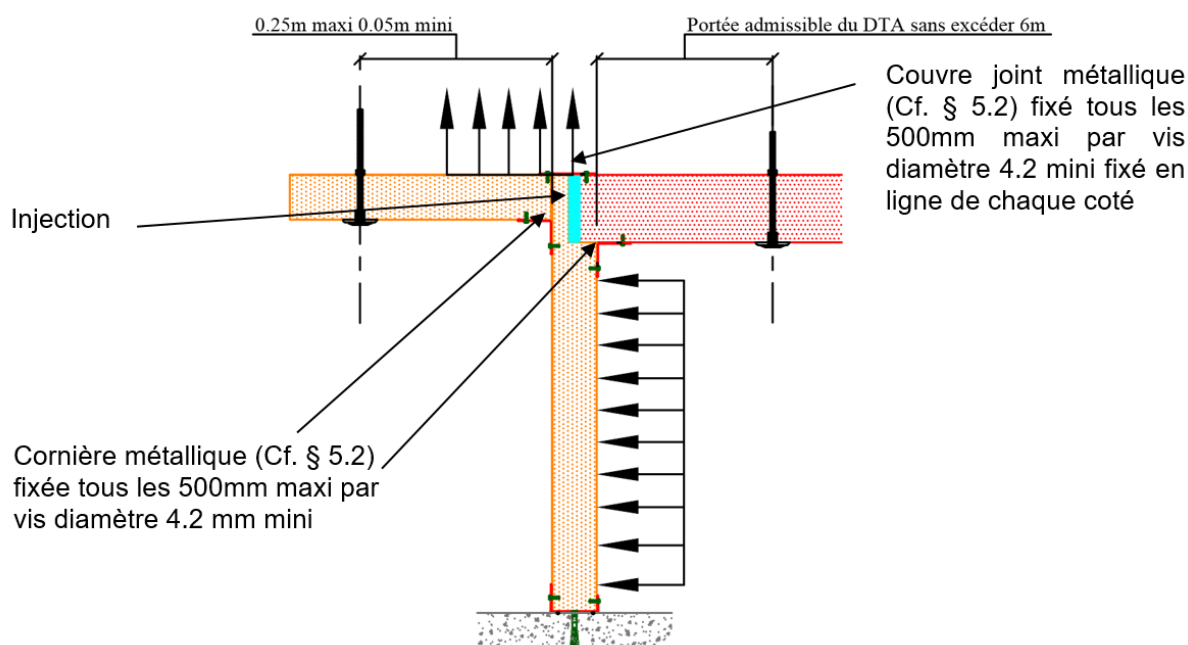 0.25m maxi 0.05m mini
Portée admissible du DTA sans excéder 6m
Couvre joint métallique
(Cf. § 5.2) fixé tous les
500mm maxi par vis
diamètre 4.2 mini fixé en
ligne de chaque coté
Injection
Cornière métallique (Cf. § 5.2)
fixée tous les 500mm maxi par
vis diamètre 4.2 mm mini